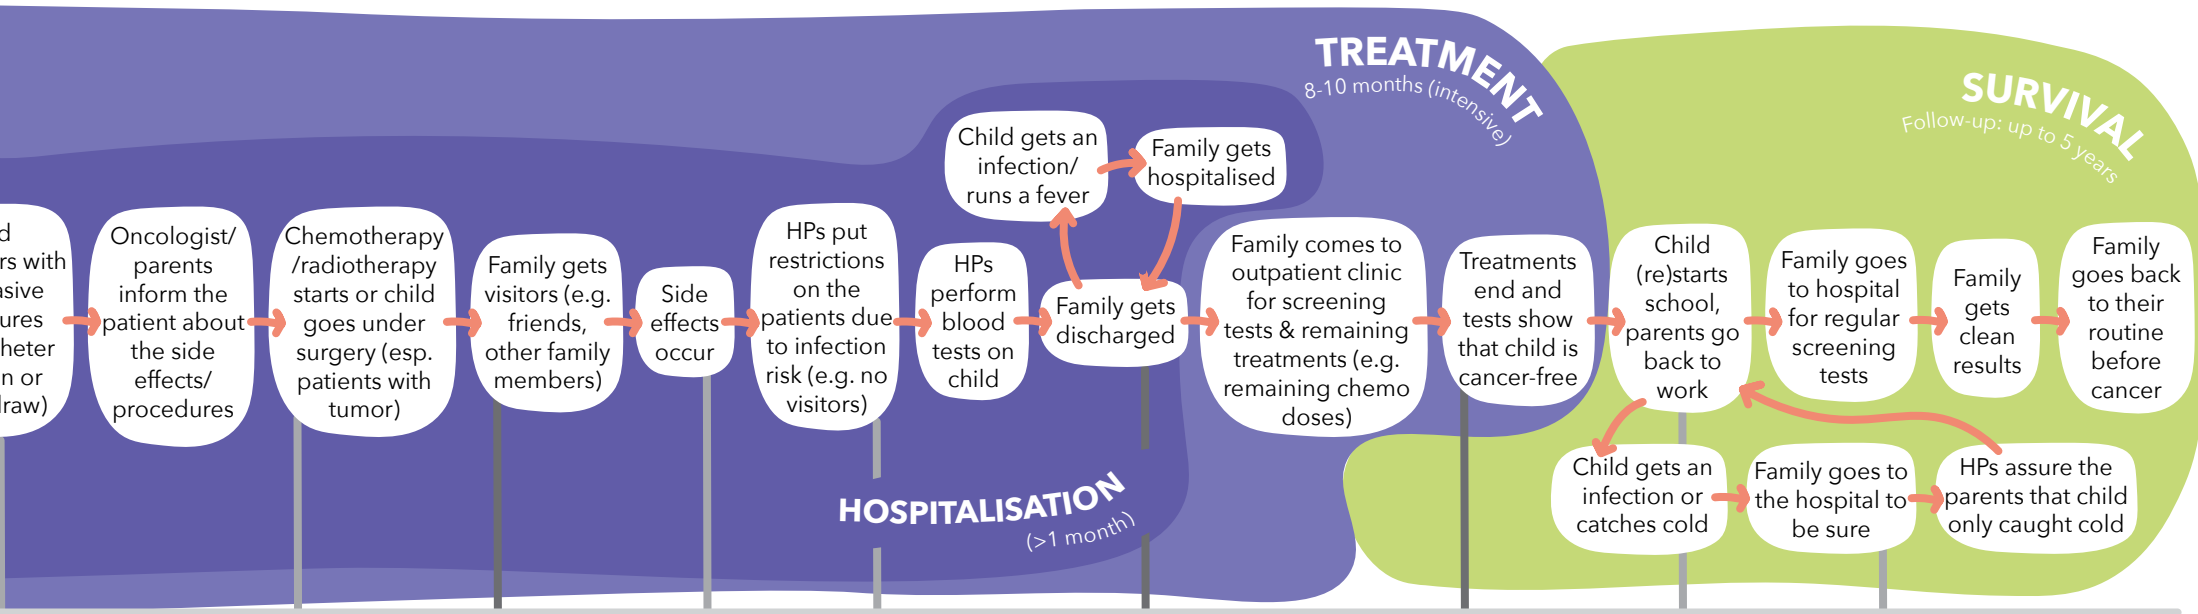 TREATMENT
8-10 months (intensive)
SURVIVAL
Follow-up: up to 5 years
Oncologist/
parents
inform the
patient about
the side
effects/
procedures
Chemotherapy
/radiotherapy
starts or child
goes under
surgery (esp.
patients with
tumor)
Family gets
visitors (e.g.
friends,
other family
members)
Side
effects
occur
HPs put
restrictions
on the
patients due
to infection
risk (e.g. no
visitors)
HPs
perform
blood
tests on
child
Family gets
discharged
Child gets an
infection/
runs a fever
Family gets
hospitalised
Family comes to
outpatient clinic
for screening
tests & remaining
treatments (e.g.
remaining chemo
doses)
Treatments
end and
tests show
that child is
cancer-free
Child
(re)starts
school,
parents go
back to
work
Family goes
to hospital
for regular
screening
tests
Family
gets
clean
results
Family
goes back
to their
routine
before
cancer
Child gets an
infection or
catches cold
Family goes to
the hospital to
be sure
HPs assure the
parents that child
only caught cold
HOSPITALISATION
(>1 month)
with
or